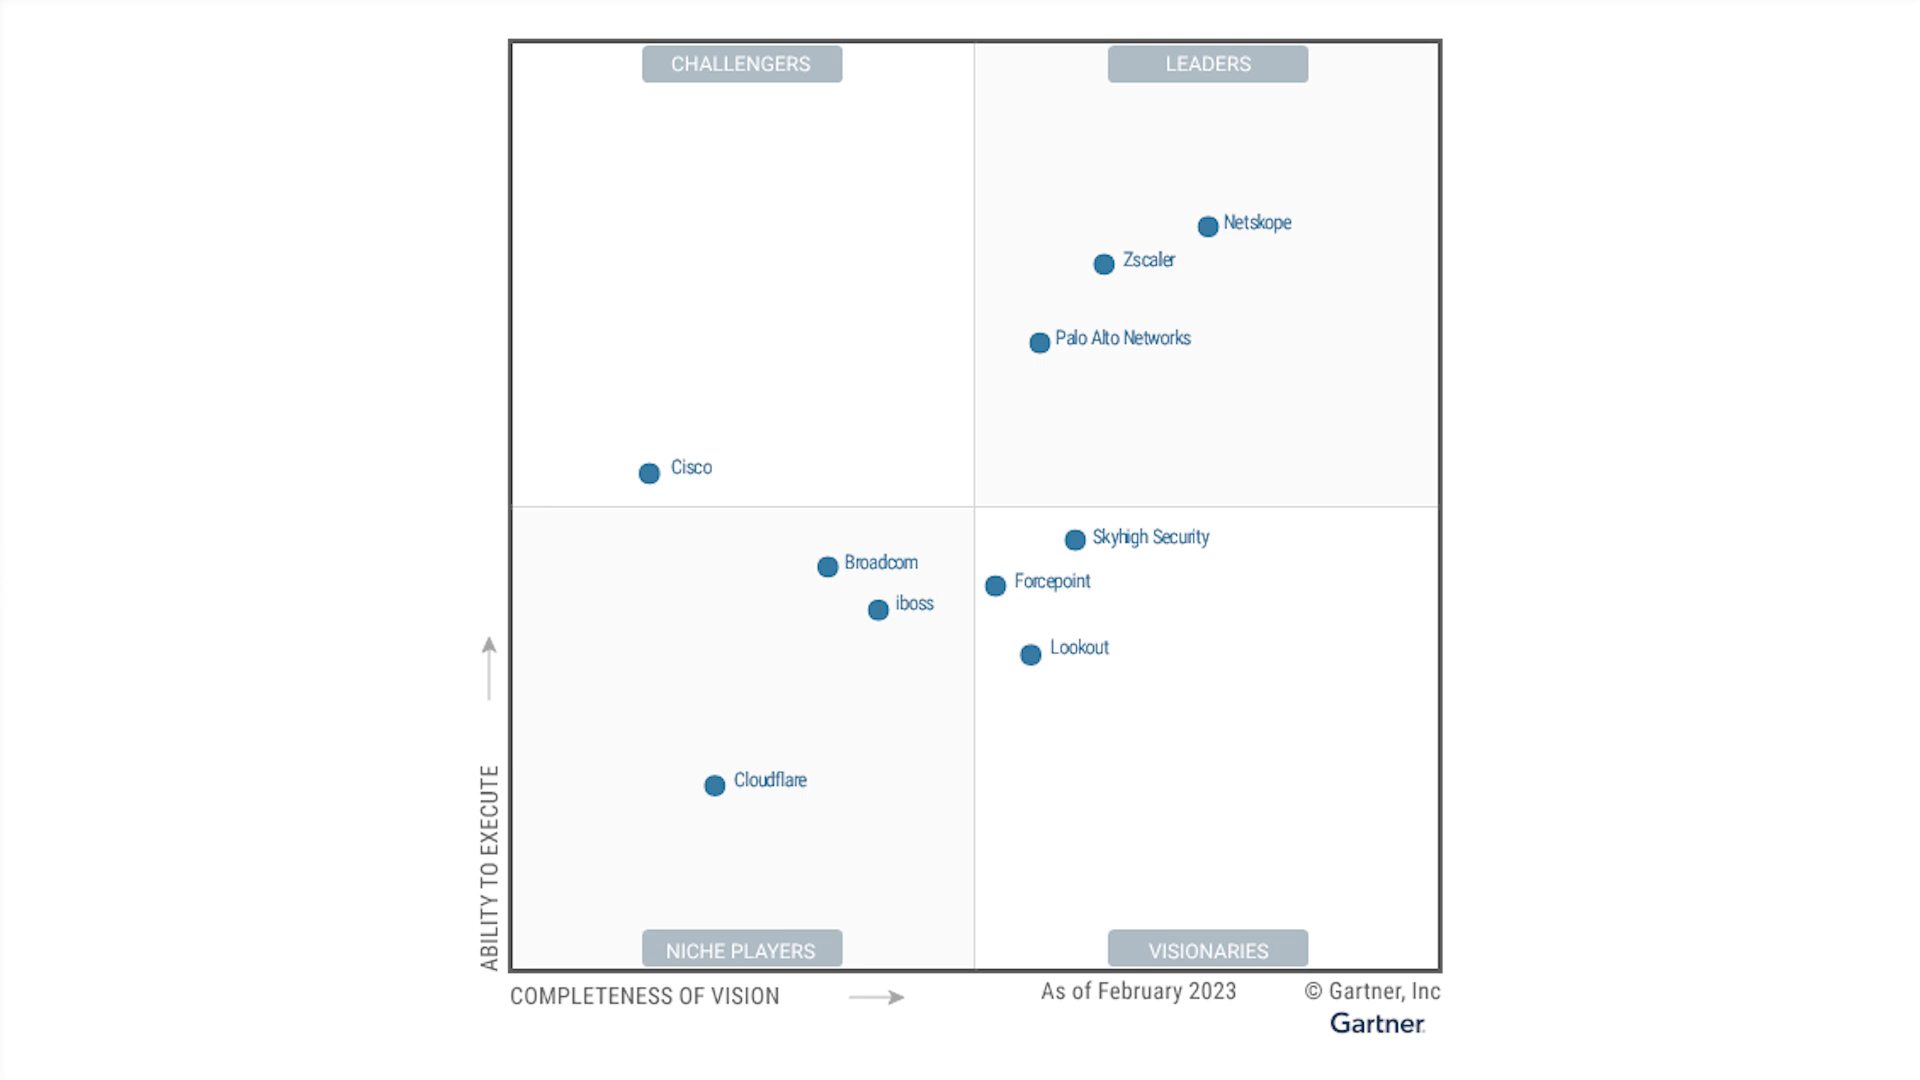 CHALLENGERS
LEADERS
Netskope
Zscaler
Palo Alto Networks
Cisco
Skyhigh Security
Broadcom
Forcepoint
iboss
Lookout
Cloudflare
ABILITY TO EXECUTE
NICHE PLAYERS
VISIONARIES
COMPLETENESS OF VISION
As of February 2023
© Gartner, Inc
Gartner